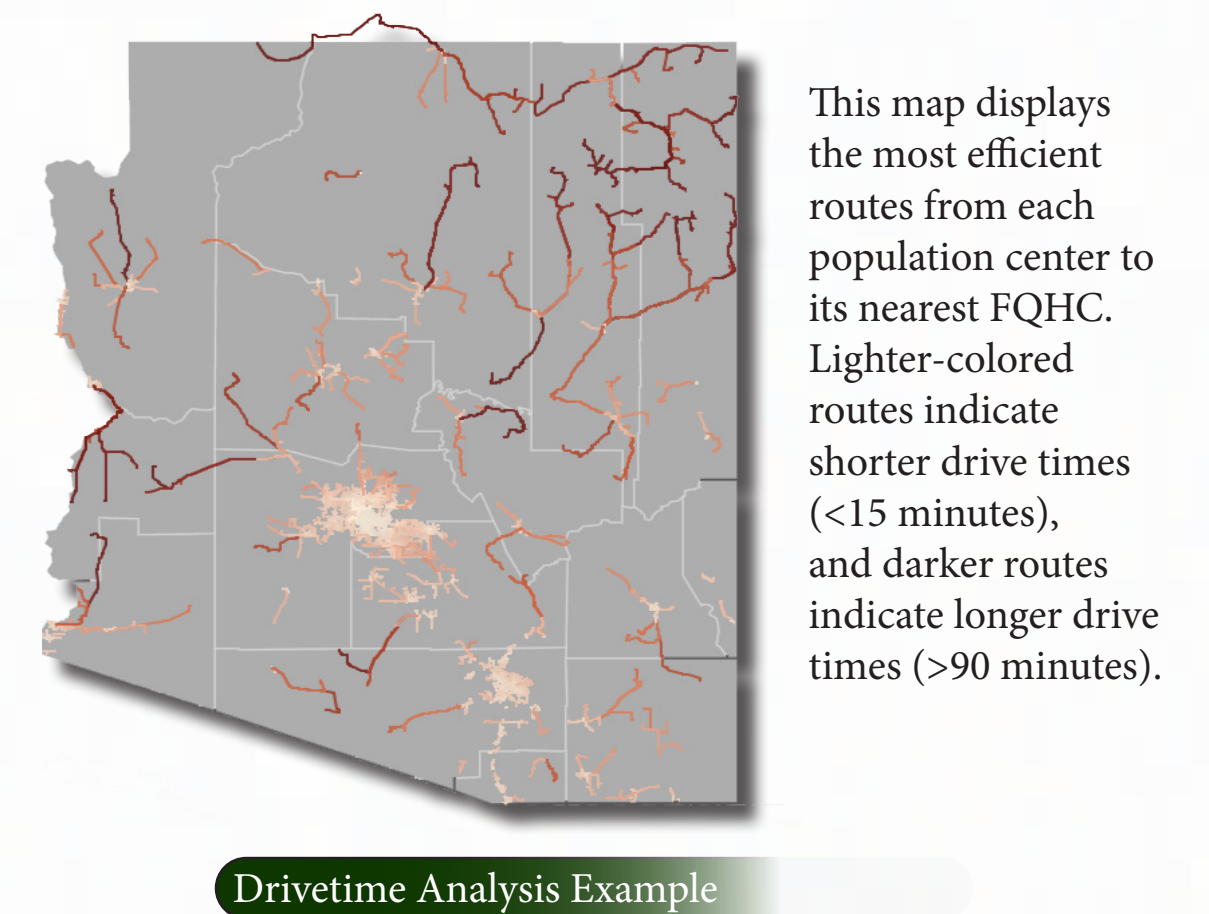 This map displays
the most efficient
routes from each
population center to
its nearest FQHC.
Lighter-colored
routes indicate
shorter drive times
(<15 minutes),
and darker routes
indicate longer drive
times (>90 minutes).
Drivetime Analysis Example